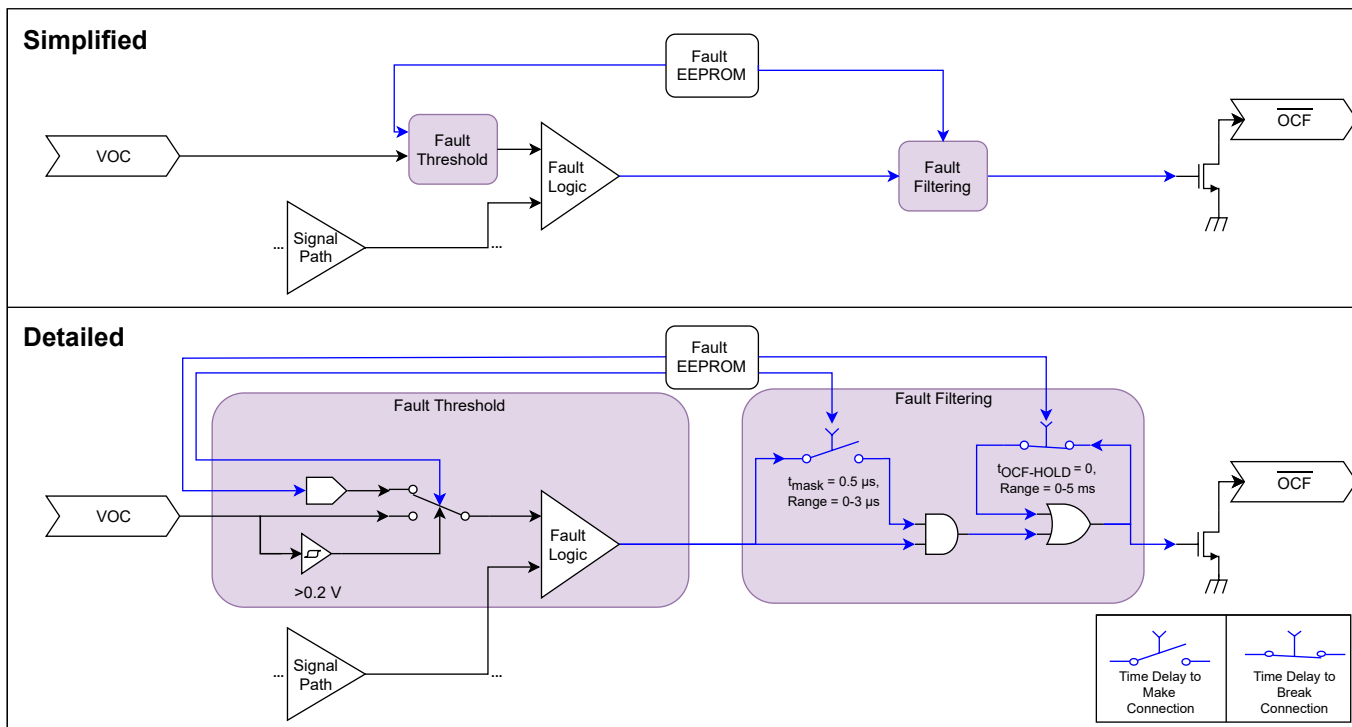 Simplified
Fault
EEPROM
OCF
VOC
Fault
Threshold
Fault
Logic
Fault
Filtering
Signal
Path
...
...
Detailed
Fault
EEPROM
Fault Threshold
Fault Filtering
tmask = 0.5 µs,
Range = 0-3 µs
tOCF-HOLD = 0,
Range = 0-5 ms
OCF
VOC
Fault
Logic
>0.2 V
Signal
Path
...
...
Time Delay to
Make
Connection
Time Delay to
Break
Connection